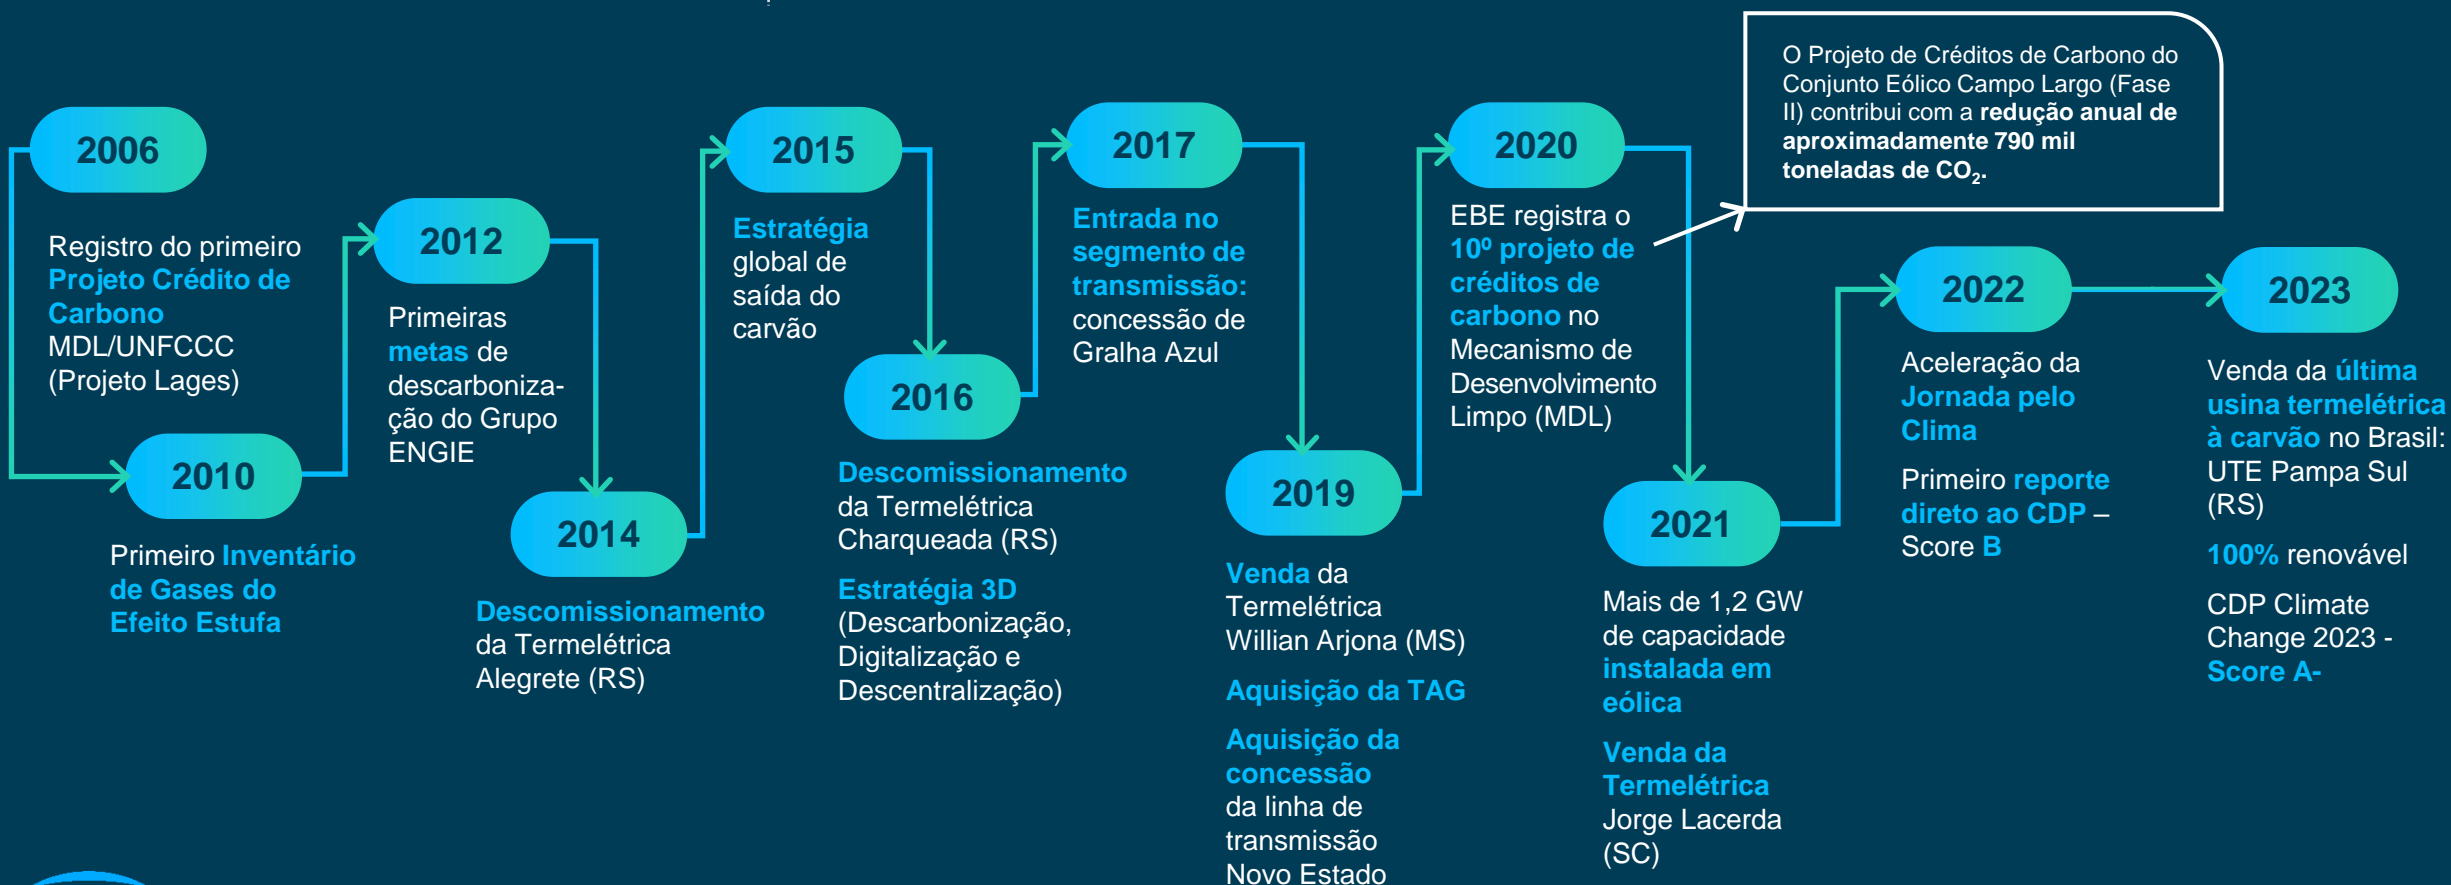 2006
Registro do primeiro
Projeto Crédito de
Carbono
MDL/UNFCCC
(Projeto Lages)
2010
Primeiro Inventário
de Gases do
Efeito Estufa
2012
Primeiras
metas de
descarboniza-
ção do Grupo
ENGIE
2014
Descomissionamento
da Termelétrica
Alegrete (RS)
2015
Estratégia
global de
saída do
carvão
2016
Descomissionamento
da Termelétrica
Charqueada (RS)
Estratégia 3D
(Descarbonização,
Digitalização e
Descentralização)
2017
Entrada no
segmento de
transmissão:
concessão de
Gralha Azul
2019
Venda da
Termelétrica
Willian Arjona (MS)
Aquisição da TAG
Aquisição da
concessão
da linha de
transmissão
Novo Estado
2020
EBE registra o
10º projeto de
créditos de
carbono no
Mecanismo de
Desenvolvimento
Limpo (MDL)
O Projeto de Créditos de Carbono do
Conjunto Eólico Campo Largo (Fase
II) contribui com a redução anual de
aproximadamente 790 mil
toneladas de CO₂.
2021
Mais de 1,2 GW
de capacidade
instalada em
eólica
Venda da
Termelétrica
Jorge Lacerda
(SC)
2022
Aceleração da
Jornada pelo
Clima
Primeiro reporte
direto ao CDP –
Score B
2023
Venda da última
usina termelétrica
à carvão no Brasil:
UTE Pampa Sul
(RS)
100% renovável
CDP Climate
Change 2023 -
Score A-